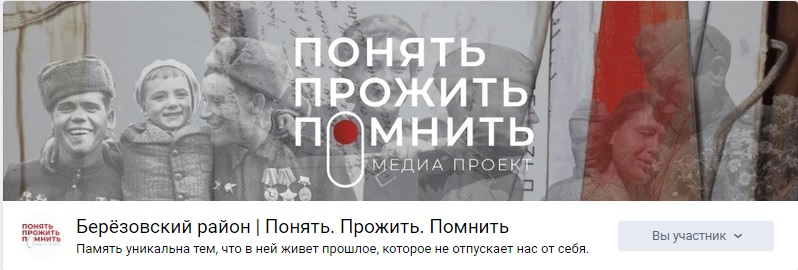 ПОНЯТЬ
ПРОЖИТЬ
ПОМНИТЬ
МЕДИА ПРОЕКТ
ПОНЯТЬ
ПРОЖИТЬ
ПОМНИТЬ
Берёзовский район | Понять. Прожить. Помнить
Память уникальна тем, что в ней живет прошлое, которое не отпускает нас от себя.
Вы участник